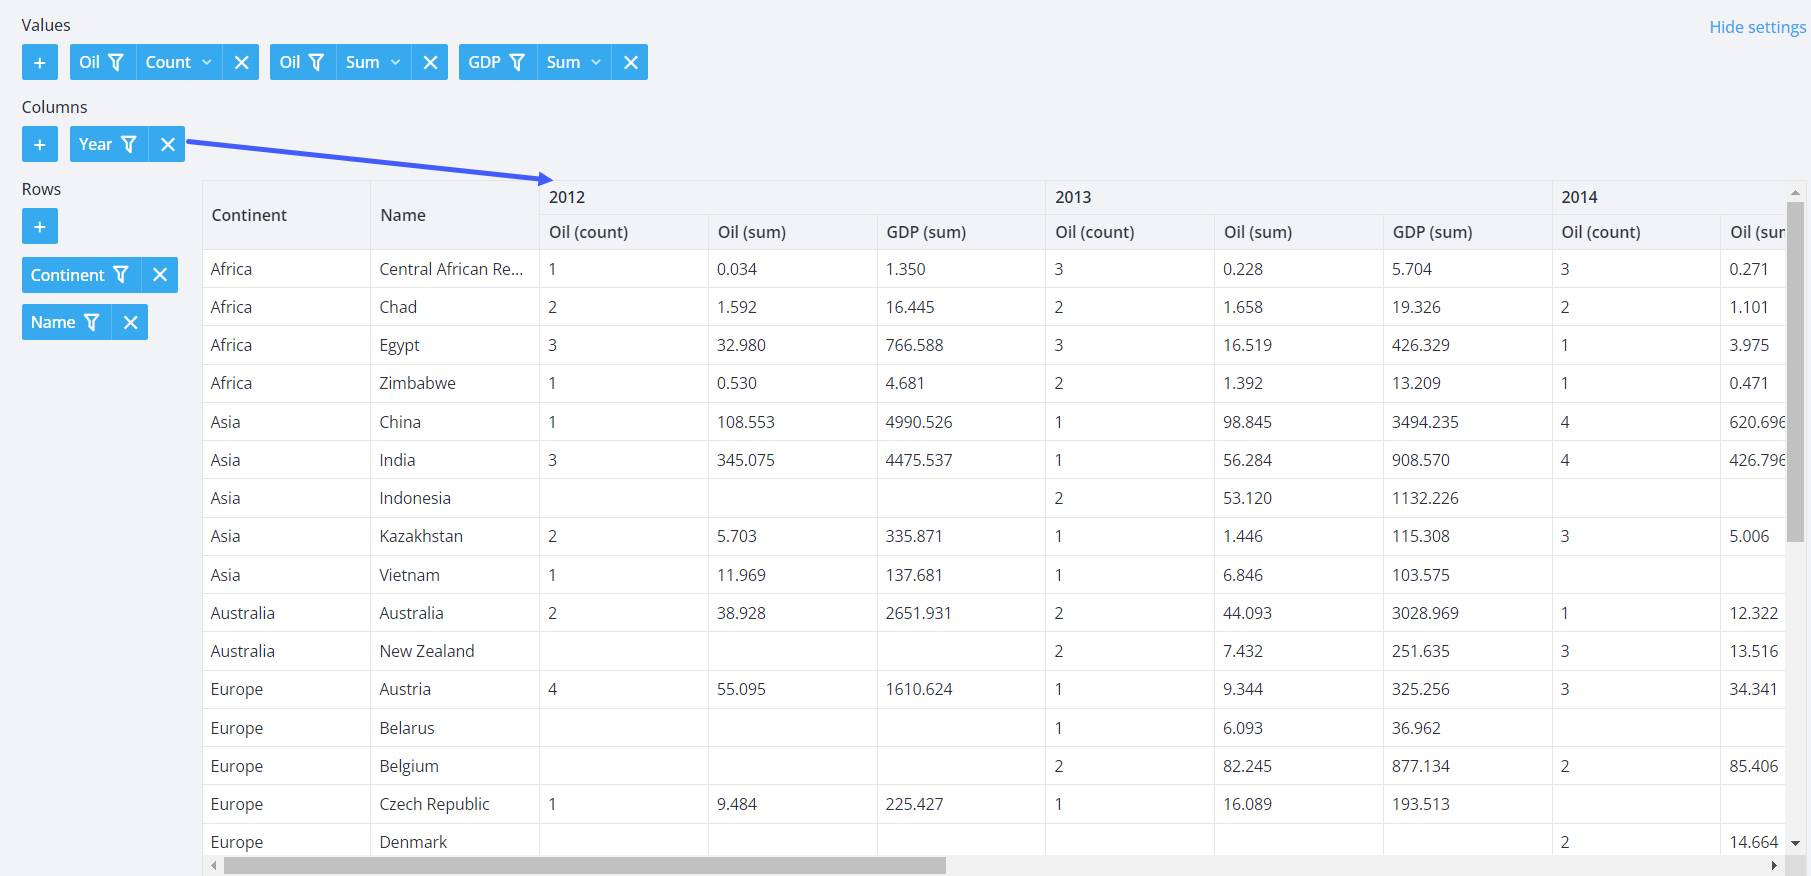 Values
Hide settings
+ Oil Count Oil Sum GDP Sum
Columns
+ Year
Rows
+
Continent
Name
2012 2013 2014
Continent Name
Oil (count) Oil (sum) GDP (sum) Oil (count) Oil (sum) GDP (sum) Oil (count) Oil (sur
Africa Central African Re... 1 0.034 1.350 3 0.228 5.704 3 0.271
Africa Chad 2 1.592 16.445 2 1.658 19.326 2 1.101
Africa Egypt 3 32.980 766.588 3 16.519 426.329 1 3.975
Africa Zimbabwe 1 0.530 4.681 2 1.392 13.209 1 0.471
Asia China 1 108.553 4990.526 1 98.845 3494.235 4 620.696
Asia India 3 345.075 4475.537 1 56.284 908.570 4 426.796
Asia Indonesia 2 53.120 1132.226
Asia Kazakhstan 2 5.703 335.871 1 1.446 115.308 3 5.006
Asia Vietnam 1 11.969 137.681 1 6.846 103.575
Australia Australia 2 38.928 2651.931 2 44.093 3028.969 1 12.322
Australia New Zealand 2 7.432 251.635 3 13.516
Europe Austria 4 55.095 1610.624 1 9.344 325.256 3 34.341
Europe Belarus 1 6.093 36.962
Europe Belgium 2 82.245 877.134 2 85.406
Europe Czech Republic 1 9.484 225.427 1 16.089 193.513
Europe Denmark 2 14.664